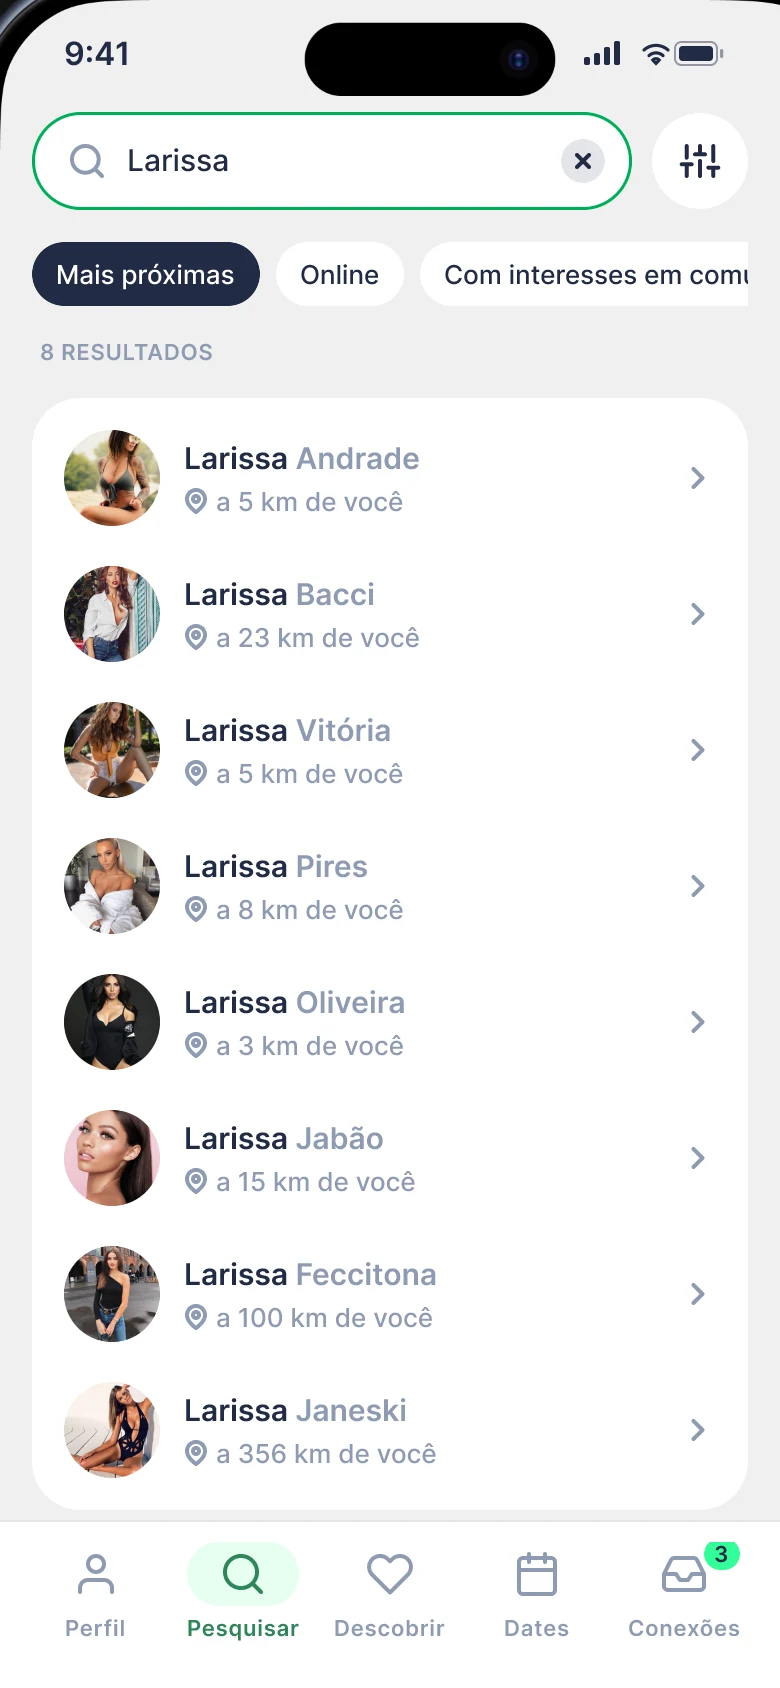 9:41
Larissa
Mais próximas
Online
Com interesses em comu
8 RESULTADOS
Larissa Andrade
a 5 km de você
Larissa Bacci
a 23 km de você
Larissa Vitória
a 5 km de você
Larissa Pires
a 8 km de você
Larissa Oliveira
a 3 km de você
Larissa Jabão
a 15 km de você
Larissa Feccitona
a 100 km de você
Larissa Janeski
a 356 km de você
3
Perfil
Pesquisar
Descobrir
Dates
Conexões